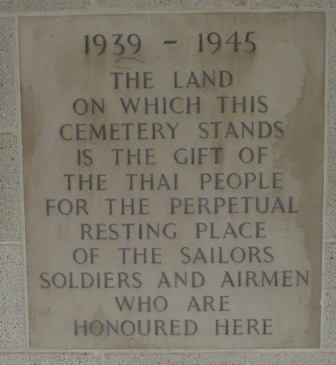 1939 - 1945
THE LAND
ON WHICH THIS
CEMETERY STANDS
IS THE GIFT OF
THE THAI PEOPLE
FOR THE PERPETUAL
RESTING PLACE
OF THE SAILORS
SOLDIERS AND AIRMEN
WHO ARE
HONOURED HERE